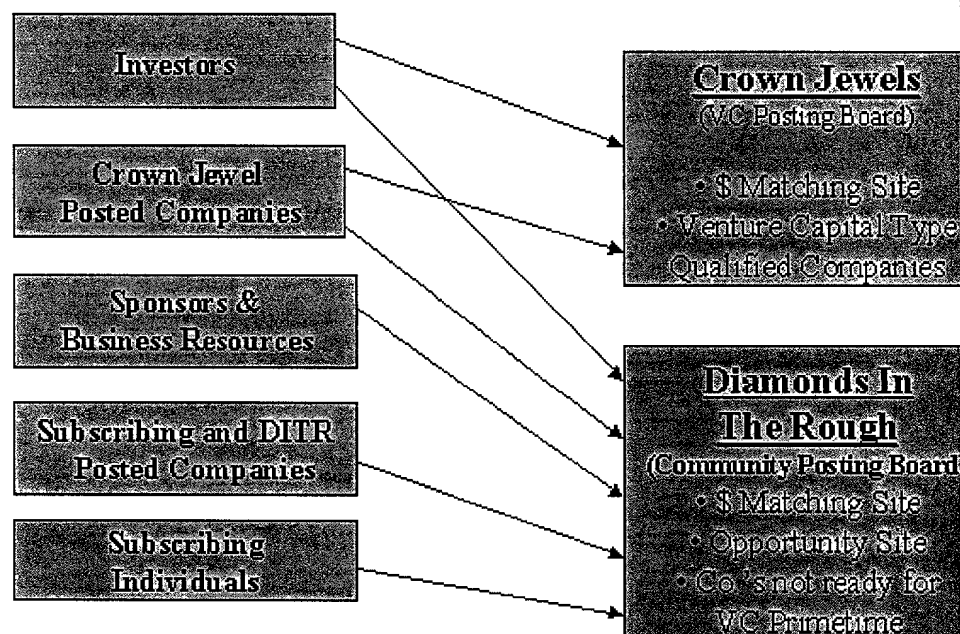 Investors
Crown Jewel
Posted Companies
Sponsors &
Business Resources
Subscribing and DITR
Posted Companies
Subscribing
Individuals
Crown Jewels
(VC Posting Board)
• $ Matching Site
• Venture Capital Type
Qualified Companies
Diamonds In
The Rough
(Community Posting Board
• $ Matching Site
• Opportunity Site
• Co.'s not ready for
VC Primetime